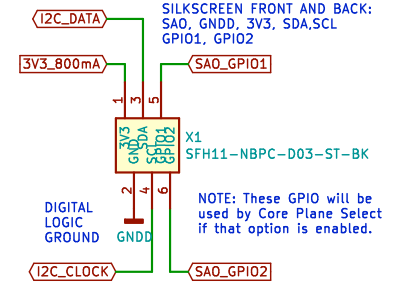 SILKSCREEN FRONT AND BACK:
SAO, GNDD, 3V3, SDA,SCL
GPIO1, GPIO2
I2C_DATA
3V3_800mA
SAO_GPIO1
1
3
5
3V3
GND
SDA
SCL
GPIO1
GPIO2
X1
SFH11-NBPC-D03-ST-BK
2
4
6
NOTE: These GPIO will be
used by Core Plane Select
if that option is enabled.
DIGITAL
LOGIC
GROUND
GNDD
I2C_CLOCK
SAO_GPIO2